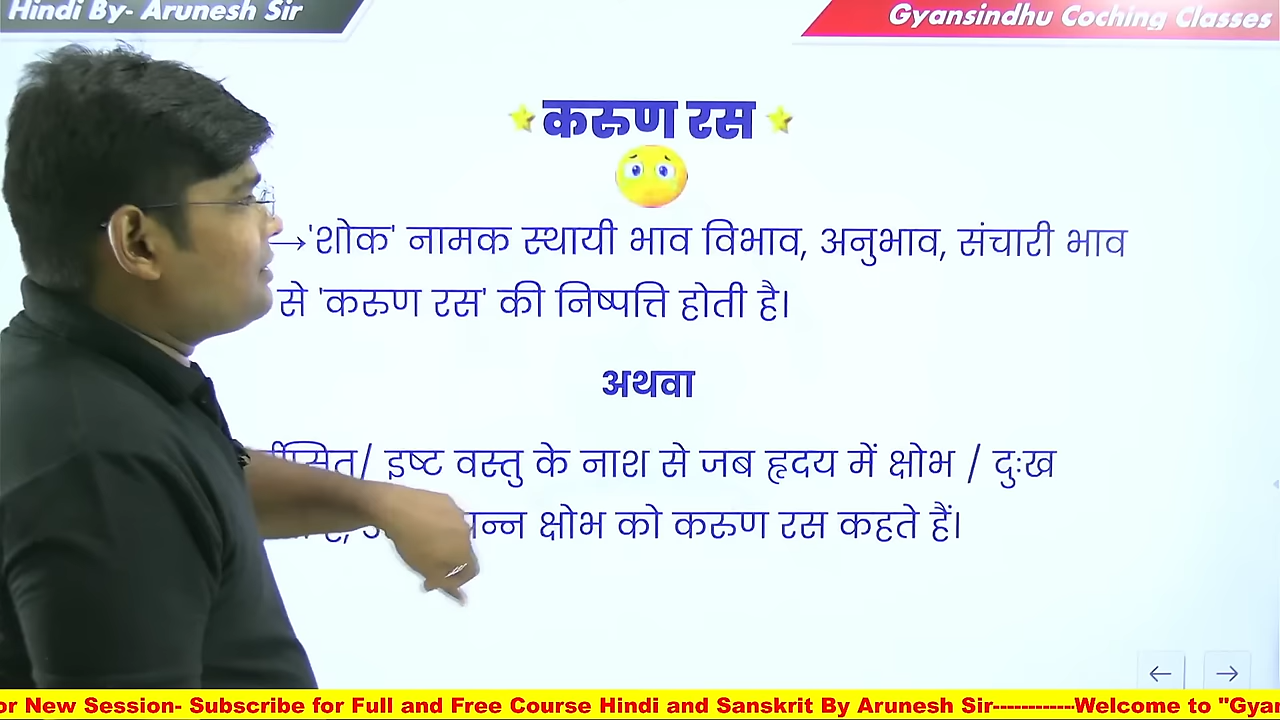 Hindi By- Arunesh Sir
Gyansindhu Coching Classes
करुण रस
→'शोक' नामक स्थायी भाव विभाव, अनुभाव, संचारी भाव
से 'करुण रस' की निष्पत्ति होती है।
अथवा
/ इष्ट वस्तु के नाश से जब हृदय में क्षोभ / दुःख
क्षोभ को करुण रस कहते हैं।
or New Session- Subscribe for Full and Free Course Hindi and Sanskrit By Arunesh Sir------------Welcome to "Gyan